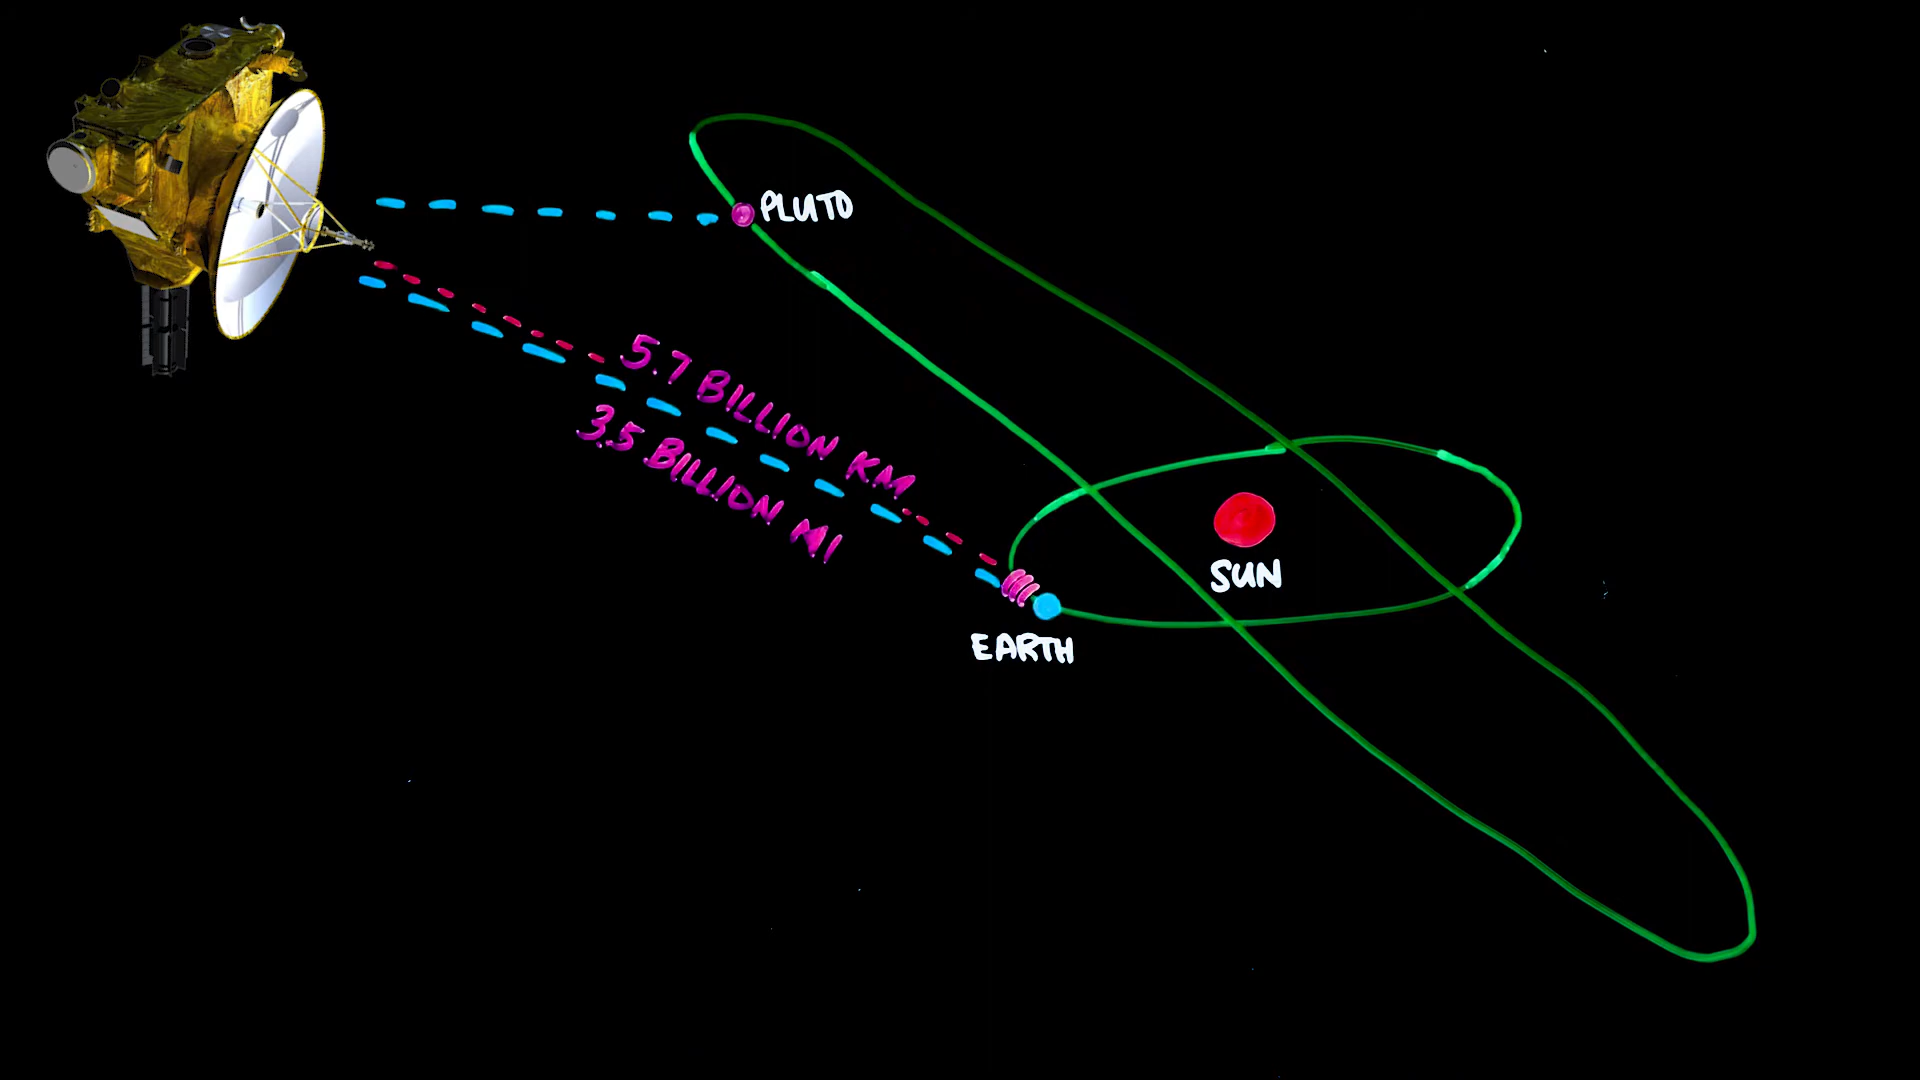 PLUTO
5.7 BILLION KM
3.5 BILLION MI
SUN
EARTH